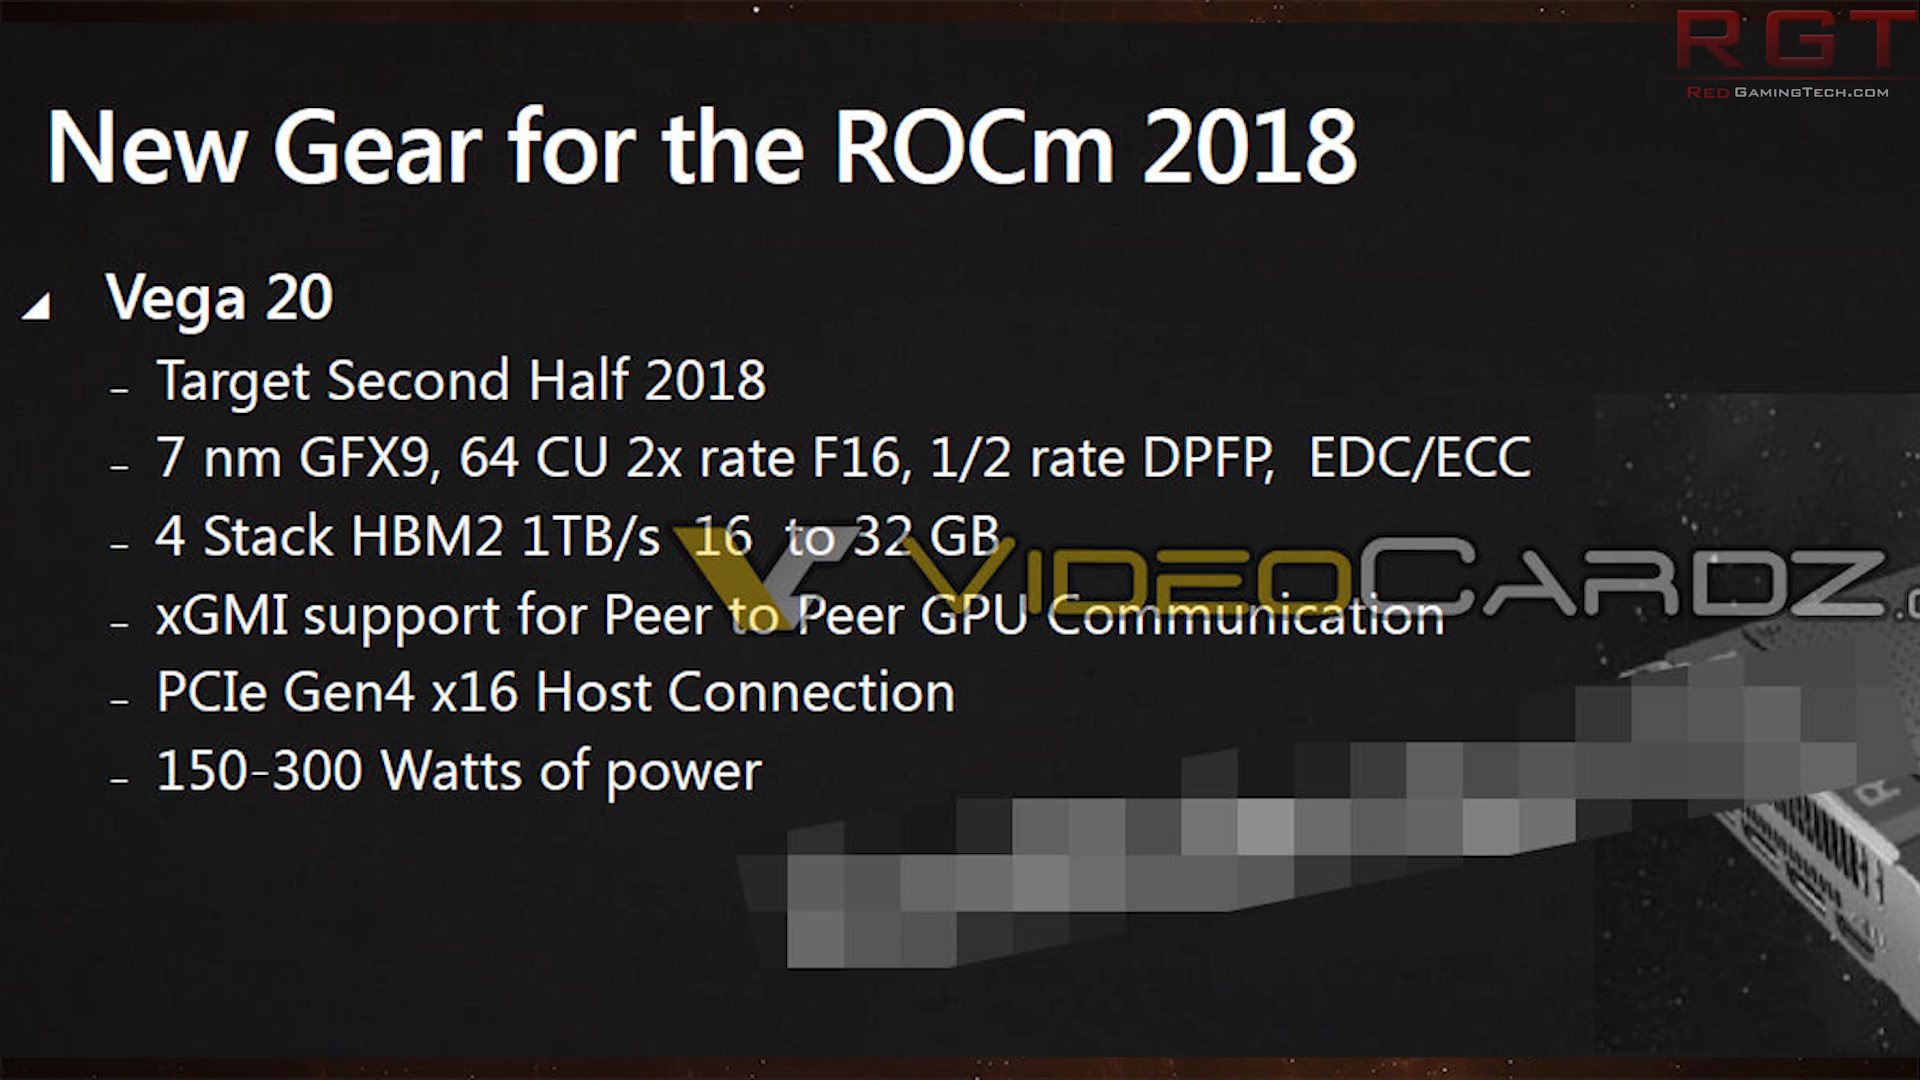 RGT
RED GAMINGTECH.COM
New Gear for the ROCm 2018
Vega 20
– Target Second Half 2018
– 7 nm GFX9, 64 CU 2x rate F16, 1/2 rate DPFP, EDC/ECC
– 4 Stack HBM2 1TB/s 16 to 32 GB
VIDEOCARDZ
– xGMI support for Peer to Peer GPU Communication
– PCIe Gen4 x16 Host Connection
– 150-300 Watts of power
R